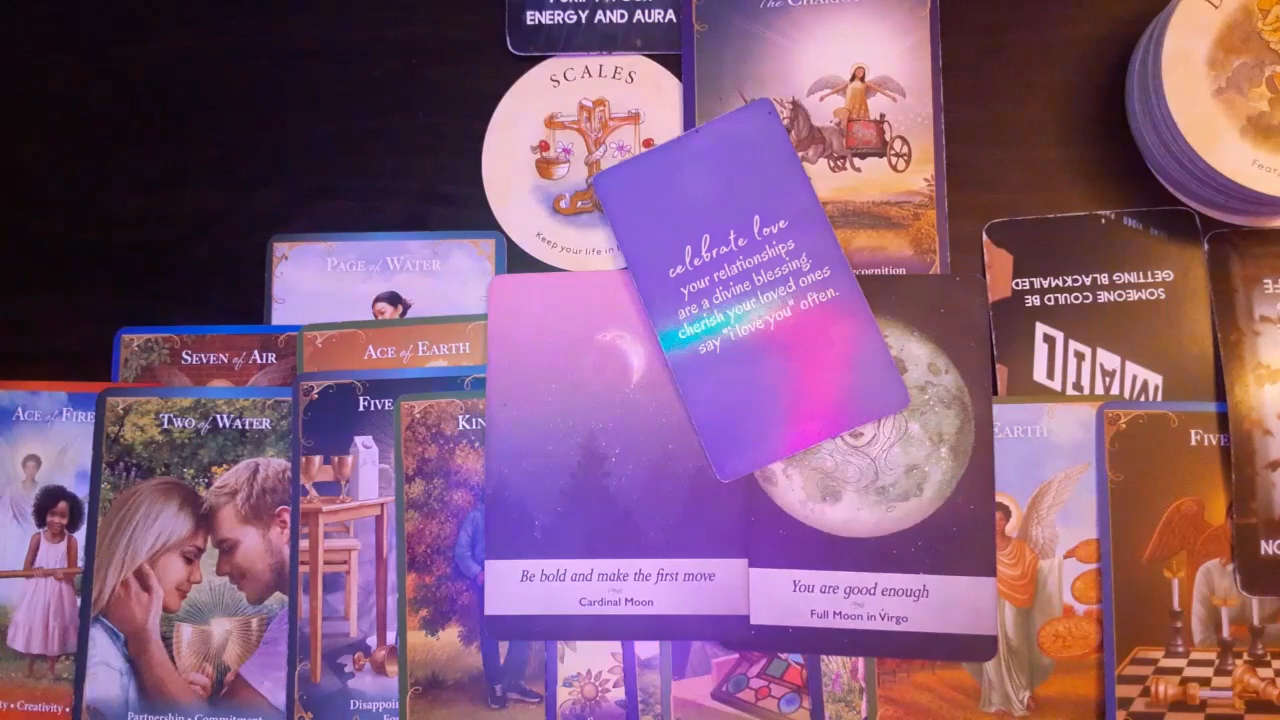 ENERGY AND AURA
The CHARIOT
SCALES
Keep your life in
celebrate love
your relationships
are a divine blessing.
cherish your loved ones
say "i love you" often.
PAGE of WATER
SEVEN of AIR
ACE of EARTH
ACE of FIRE
TWO of WATER
FIVE
SOMEONE COULD BE
GETTING BLACKMAILED
MAIL
EARTH
FIVE
Be bold and make the first move
Cardinal Moon
You are good enough
Full Moon in Virgo
Creativity •
Partnership • Commitment